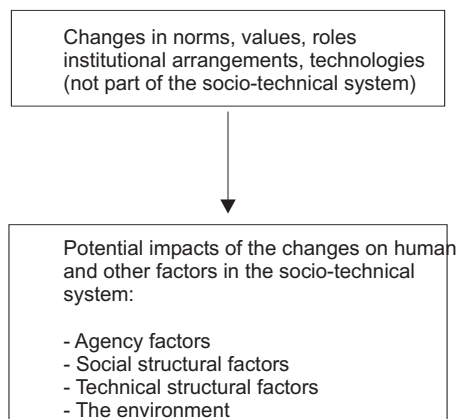 Changes in norms, values, roles
institutional arrangements, technologies
(not part of the socio-technical system)
Potential impacts of the changes on human
and other factors in the socio-technical
system:
- Agency factors
- Social structural factors
- Technical structural factors
- The environment